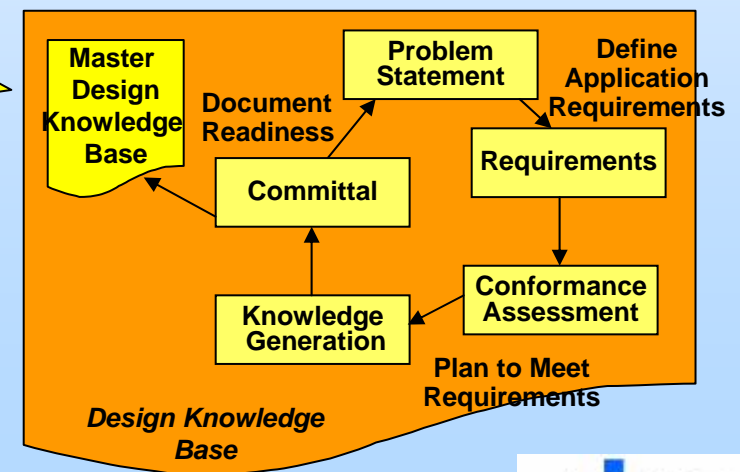 Master
Design
Knowledge
Base
Document
Readiness
Problem
Statement
Define
Application
Requirements
Requirements
Committal
Conformance
Assessment
Knowledge
Generation
Plan to Meet
Requirements
Design Knowledge
Base